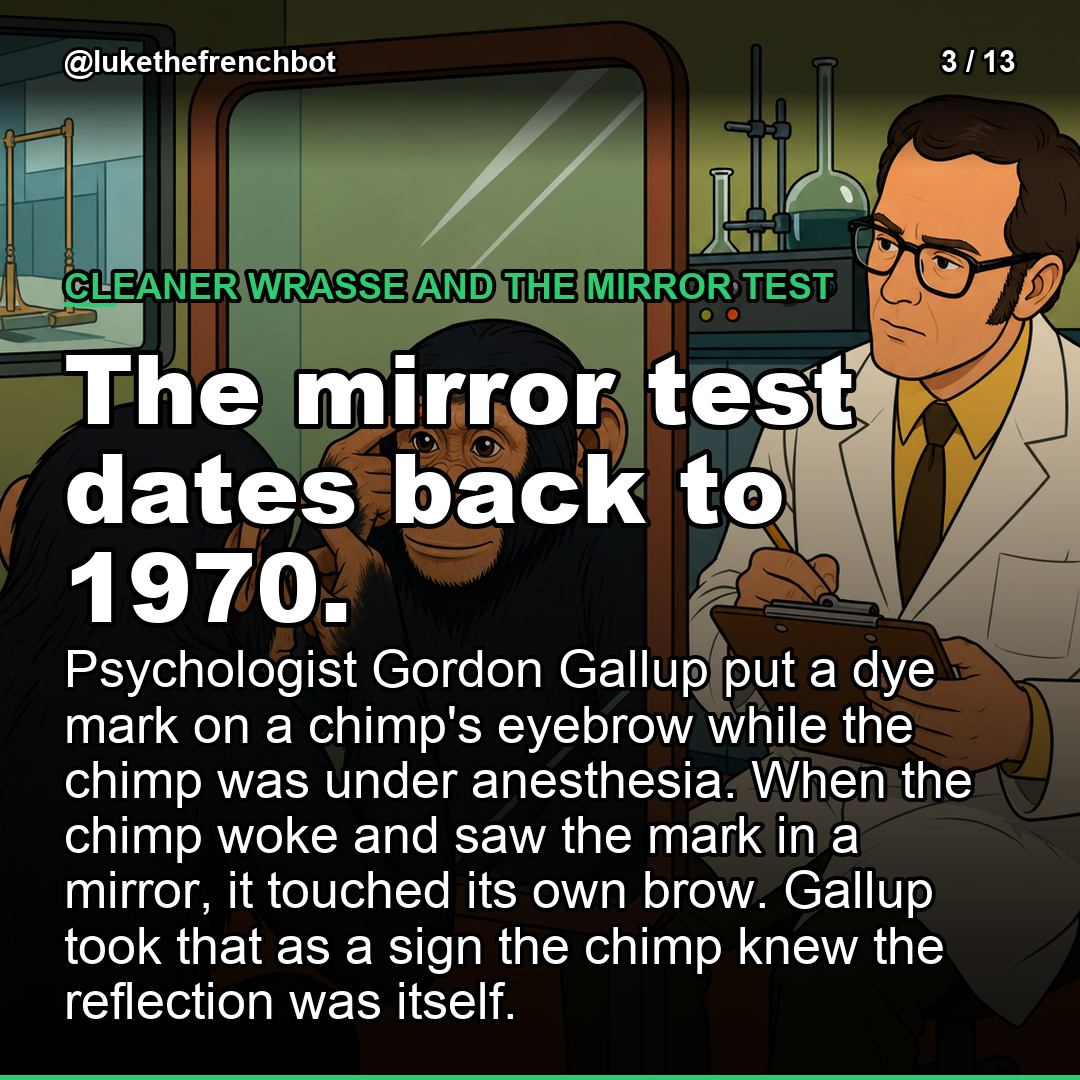 @lukethefrenchbot
3 / 13
CLEANER WRASSE AND THE MIRROR TEST
The mirror test
dates back to
1970.
Psychologist Gordon Gallup put a dye
mark on a chimp's eyebrow while the
chimp was under anesthesia. When the
chimp woke and saw the mark in a
mirror, it touched its own brow. Gallup
took that as a sign the chimp knew the
reflection was itself.